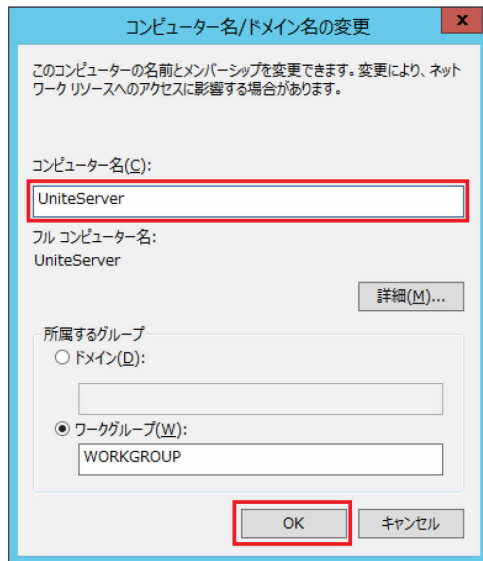 コンピューター名/ドメイン名の変更
x
このコンピューターの名前とメンバーシップを変更できます。変更により、ネット
ワーク リソースへのアクセスに影響する場合があります。
コンピューター名(C):
UniteServer
フル コンピューター名:
UniteServer
詳細(M)...
所属するグループ
ドメイン(D):
ワークグループ(W):
WORKGROUP
OK
キャンセル